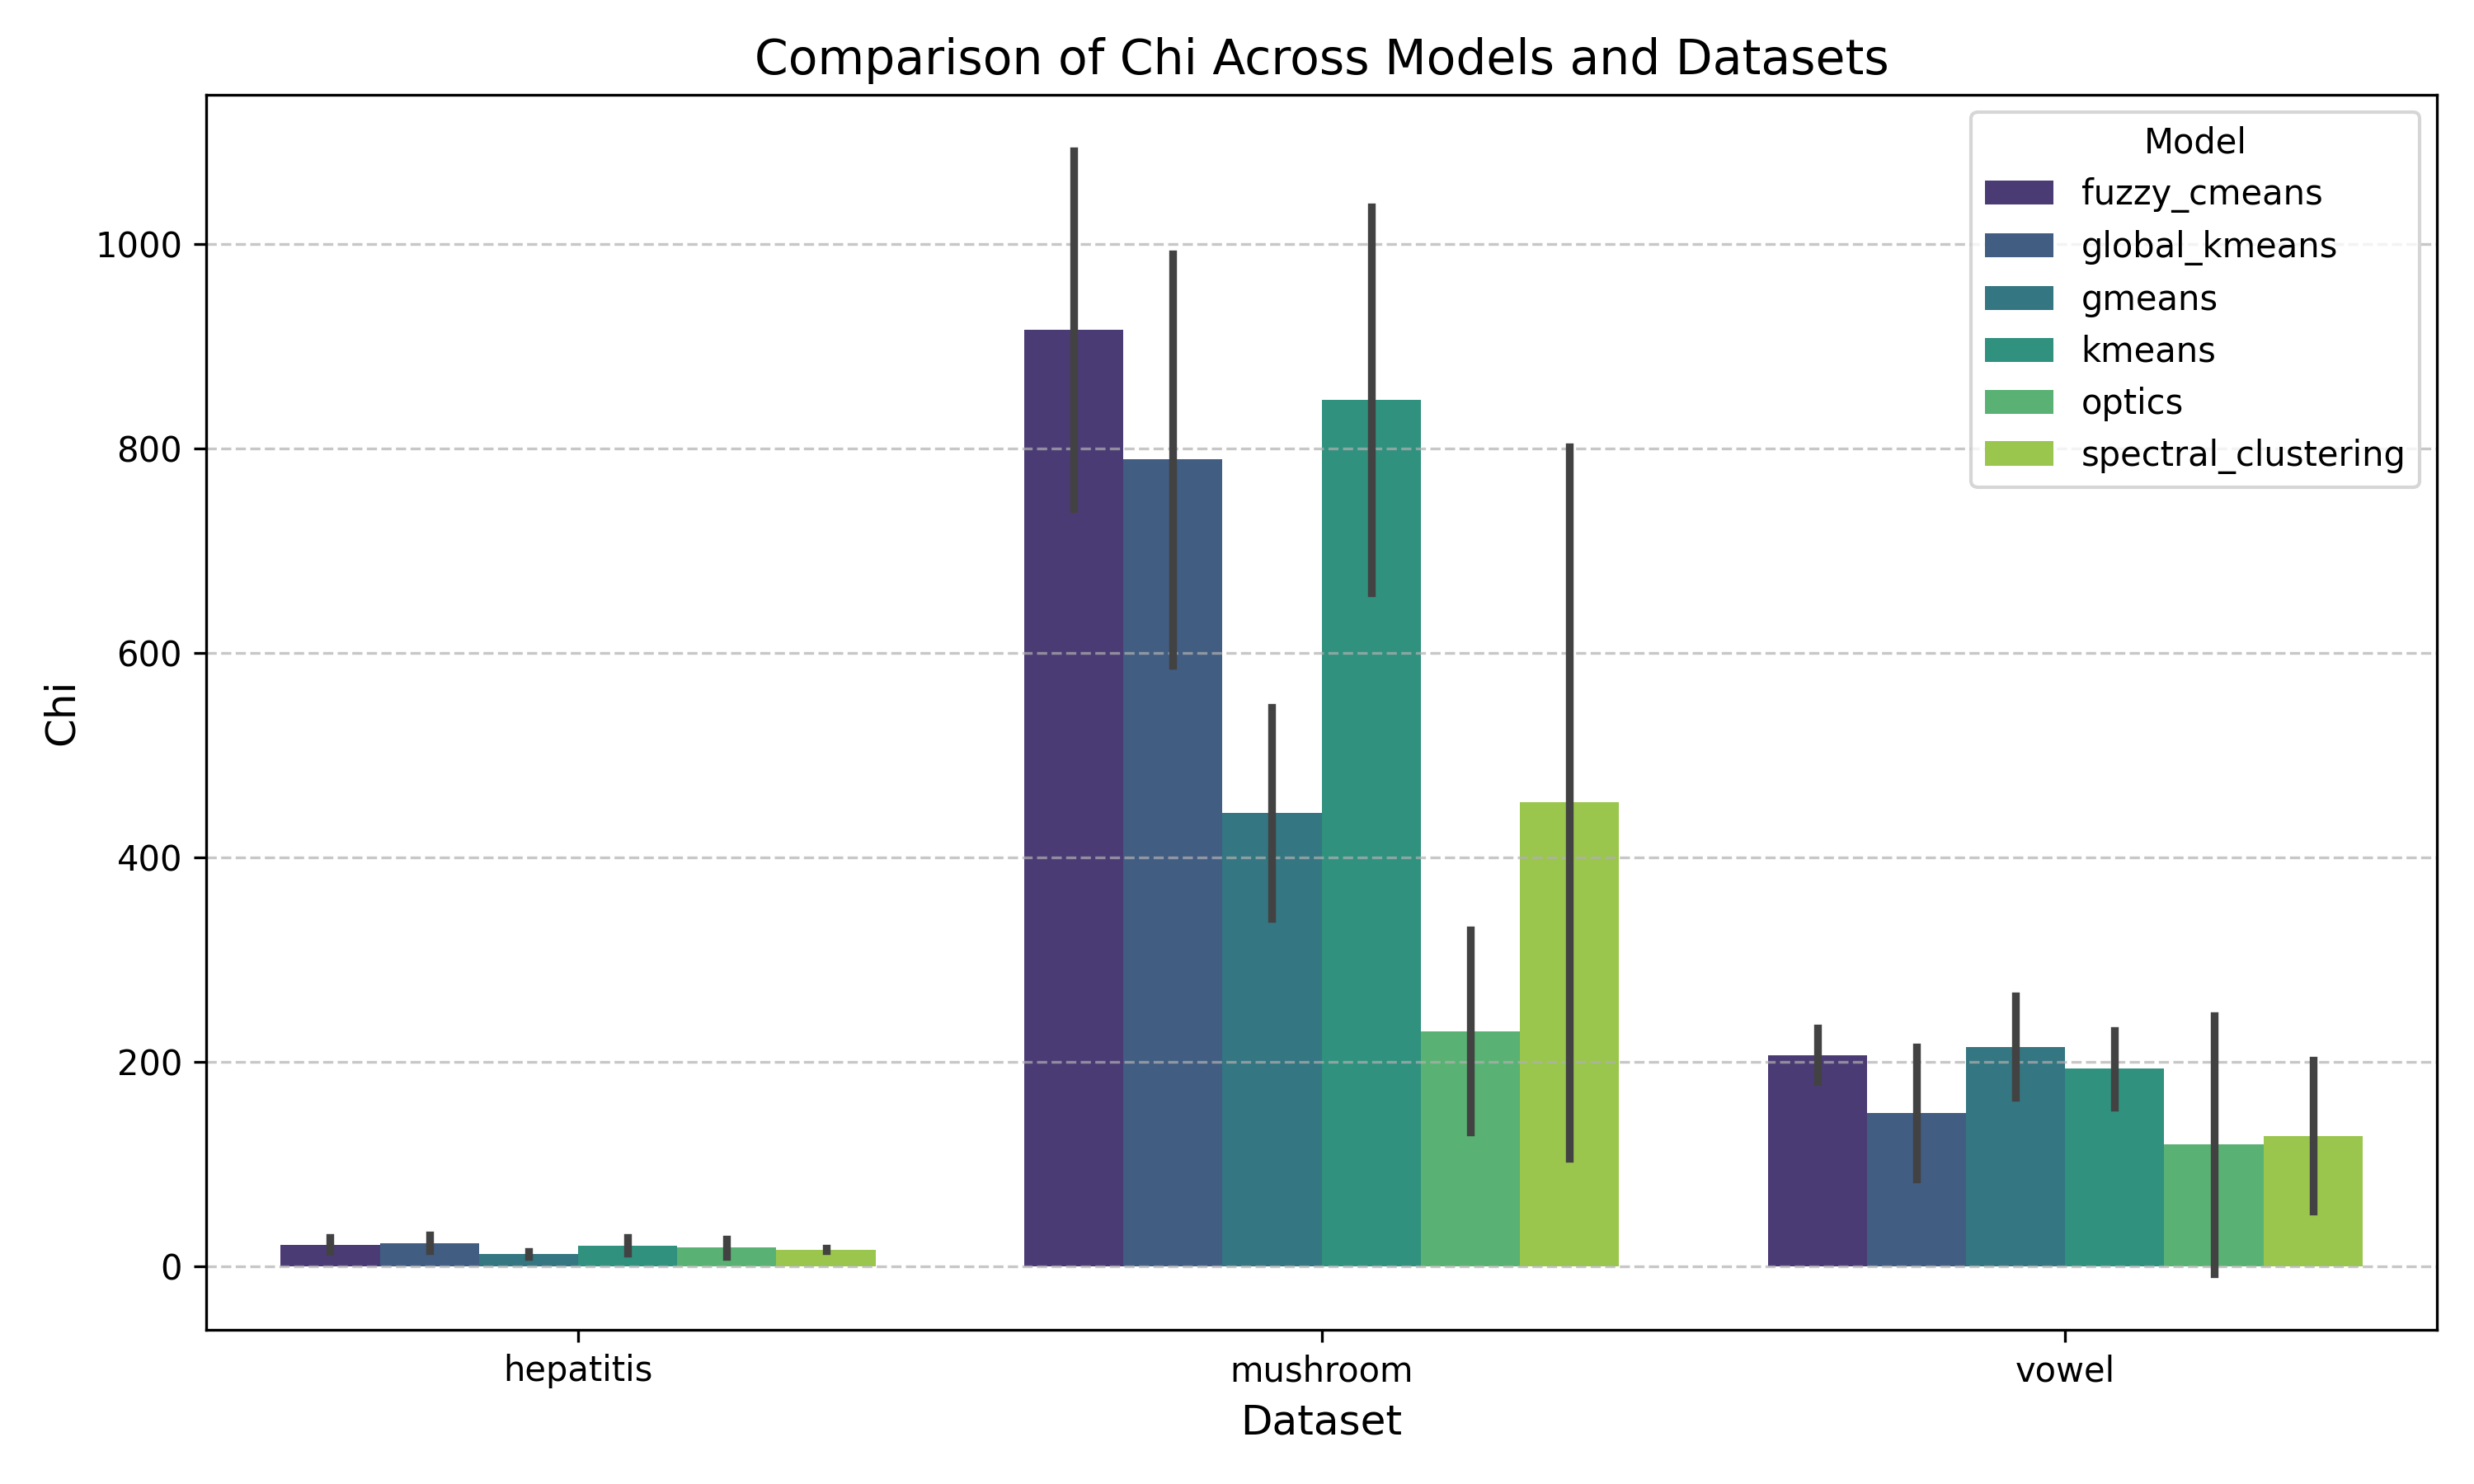 Comparison of Chi Across Models and Datasets
Model
fuzzy_cmeans
global_kmeans
gmeans
kmeans
optics
spectral_clustering
1000
800
600
400
200
0
Chi
hepatitis
mushroom
vowel
Dataset